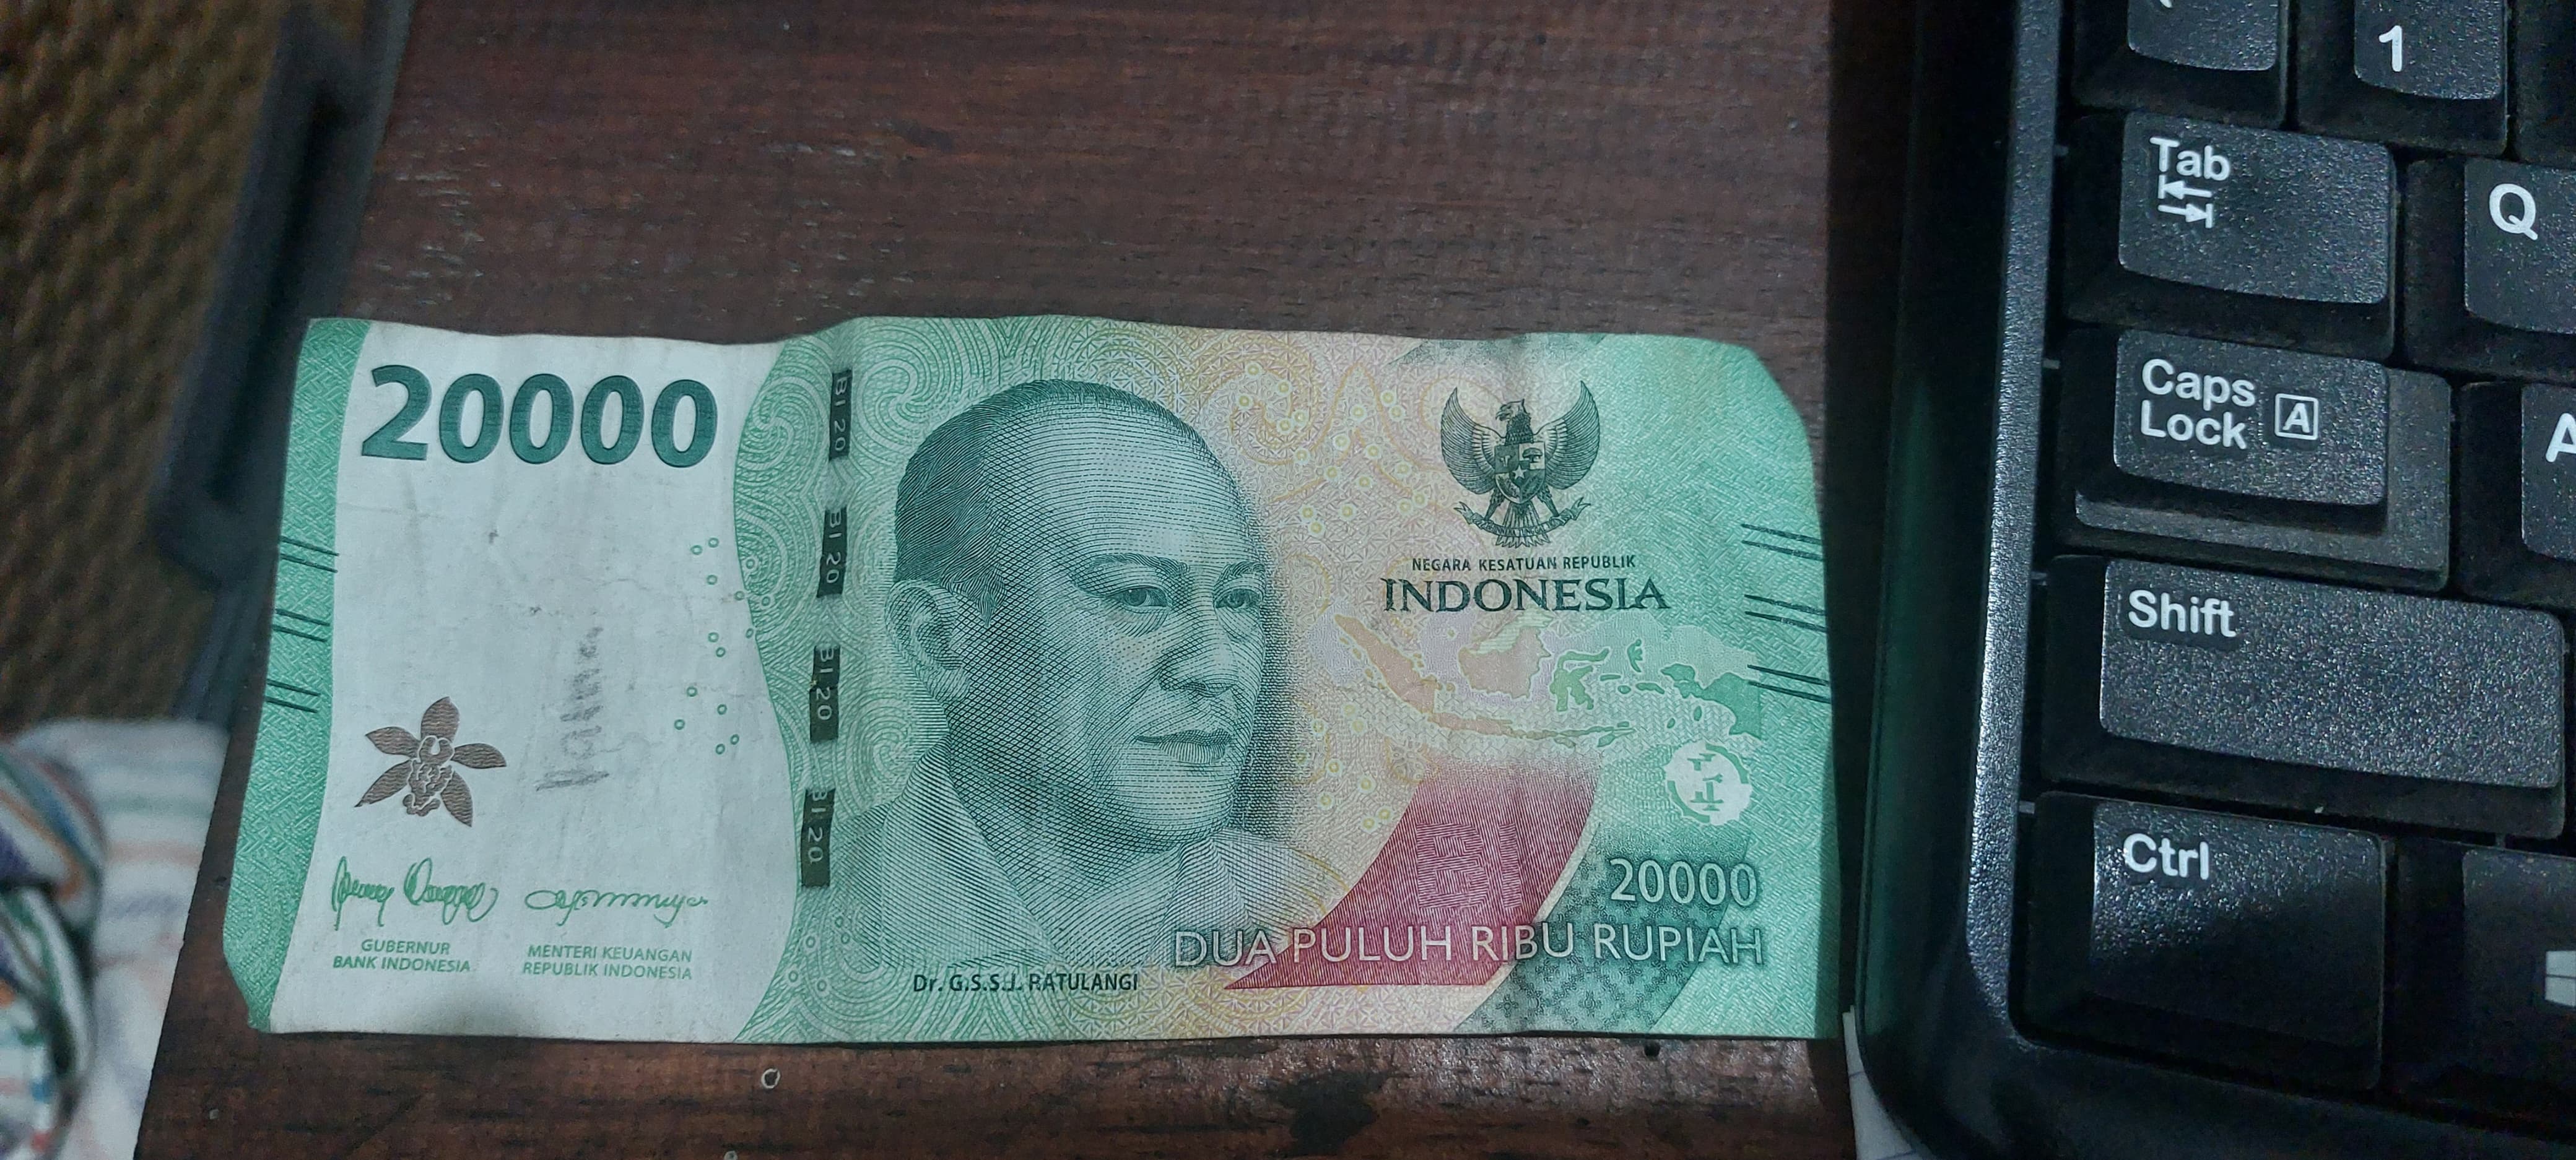 20000
BI 20
BI 20
BI 20
BI 20
NEGARA KESATUAN REPUBLIK
INDONESIA
GUBERNUR
BANK INDONESIA
MENTERI KEUANGAN
REPUBLIK INDONESIA
Dr. G.S.S.J. RATULANGI
20000
DUA PULUH RIBU RUPIAH
1
Tab
Q
Caps
Lock
A
A
Shift
Ctrl